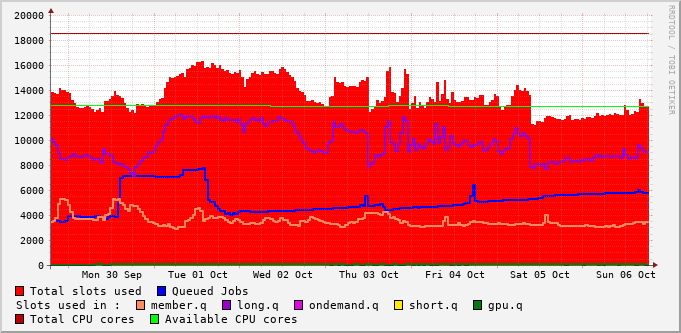 20000
18000
16000
14000
12000
10000
8000
6000
4000
2000
0
Mon 30 Sep Tue 01 Oct Wed 02 Oct Thu 03 Oct Fri 04 Oct Sat 05 Oct Sun 06 Oct
Total slots used Queued Jobs
Slots used in : member.q long.q ondemand.q short.q gpu.q
Total CPU cores Available CPU cores
RRDTOOL / TOBI OETIKER